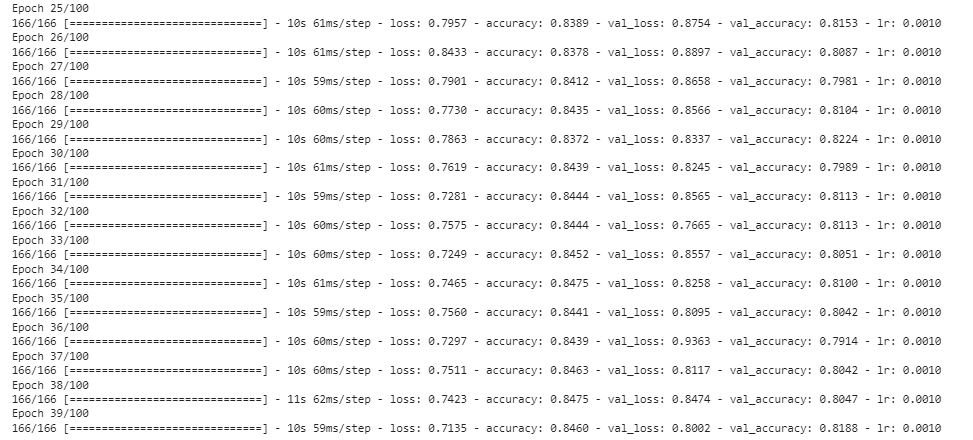 Epoch 25/100
166/166 [==============================] - 10s 61ms/step - loss: 0.7957 - accuracy: 0.8389 - val_loss: 0.8754 - val_accuracy: 0.8153 - lr: 0.0010
Epoch 26/100
166/166 [==============================] - 10s 61ms/step - loss: 0.8433 - accuracy: 0.8378 - val_loss: 0.8897 - val_accuracy: 0.8087 - lr: 0.0010
Epoch 27/100
166/166 [==============================] - 10s 59ms/step - loss: 0.7901 - accuracy: 0.8412 - val_loss: 0.8658 - val_accuracy: 0.7981 - lr: 0.0010
Epoch 28/100
166/166 [==============================] - 10s 60ms/step - loss: 0.7730 - accuracy: 0.8435 - val_loss: 0.8566 - val_accuracy: 0.8104 - lr: 0.0010
Epoch 29/100
166/166 [==============================] - 10s 60ms/step - loss: 0.7863 - accuracy: 0.8372 - val_loss: 0.8337 - val_accuracy: 0.8224 - lr: 0.0010
Epoch 30/100
166/166 [==============================] - 10s 61ms/step - loss: 0.7619 - accuracy: 0.8439 - val_loss: 0.8245 - val_accuracy: 0.7989 - lr: 0.0010
Epoch 31/100
166/166 [==============================] - 10s 59ms/step - loss: 0.7281 - accuracy: 0.8444 - val_loss: 0.8565 - val_accuracy: 0.8113 - lr: 0.0010
Epoch 32/100
166/166 [==============================] - 10s 60ms/step - loss: 0.7575 - accuracy: 0.8444 - val_loss: 0.7665 - val_accuracy: 0.8113 - lr: 0.0010
Epoch 33/100
166/166 [==============================] - 10s 60ms/step - loss: 0.7249 - accuracy: 0.8452 - val_loss: 0.8557 - val_accuracy: 0.8051 - lr: 0.0010
Epoch 34/100
166/166 [==============================] - 10s 61ms/step - loss: 0.7465 - accuracy: 0.8475 - val_loss: 0.8258 - val_accuracy: 0.8100 - lr: 0.0010
Epoch 35/100
166/166 [==============================] - 10s 59ms/step - loss: 0.7560 - accuracy: 0.8441 - val_loss: 0.8095 - val_accuracy: 0.8042 - lr: 0.0010
Epoch 36/100
166/166 [==============================] - 10s 60ms/step - loss: 0.7297 - accuracy: 0.8439 - val_loss: 0.9363 - val_accuracy: 0.7914 - lr: 0.0010
Epoch 37/100
166/166 [==============================] - 10s 60ms/step - loss: 0.7511 - accuracy: 0.8463 - val_loss: 0.8117 - val_accuracy: 0.8042 - lr: 0.0010
Epoch 38/100
166/166 [==============================] - 11s 62ms/step - loss: 0.7423 - accuracy: 0.8475 - val_loss: 0.8474 - val_accuracy: 0.8047 - lr: 0.0010
Epoch 39/100
166/166 [==============================] - 10s 59ms/step - loss: 0.7135 - accuracy: 0.8460 - val_loss: 0.8002 - val_accuracy: 0.8188 - lr: 0.0010